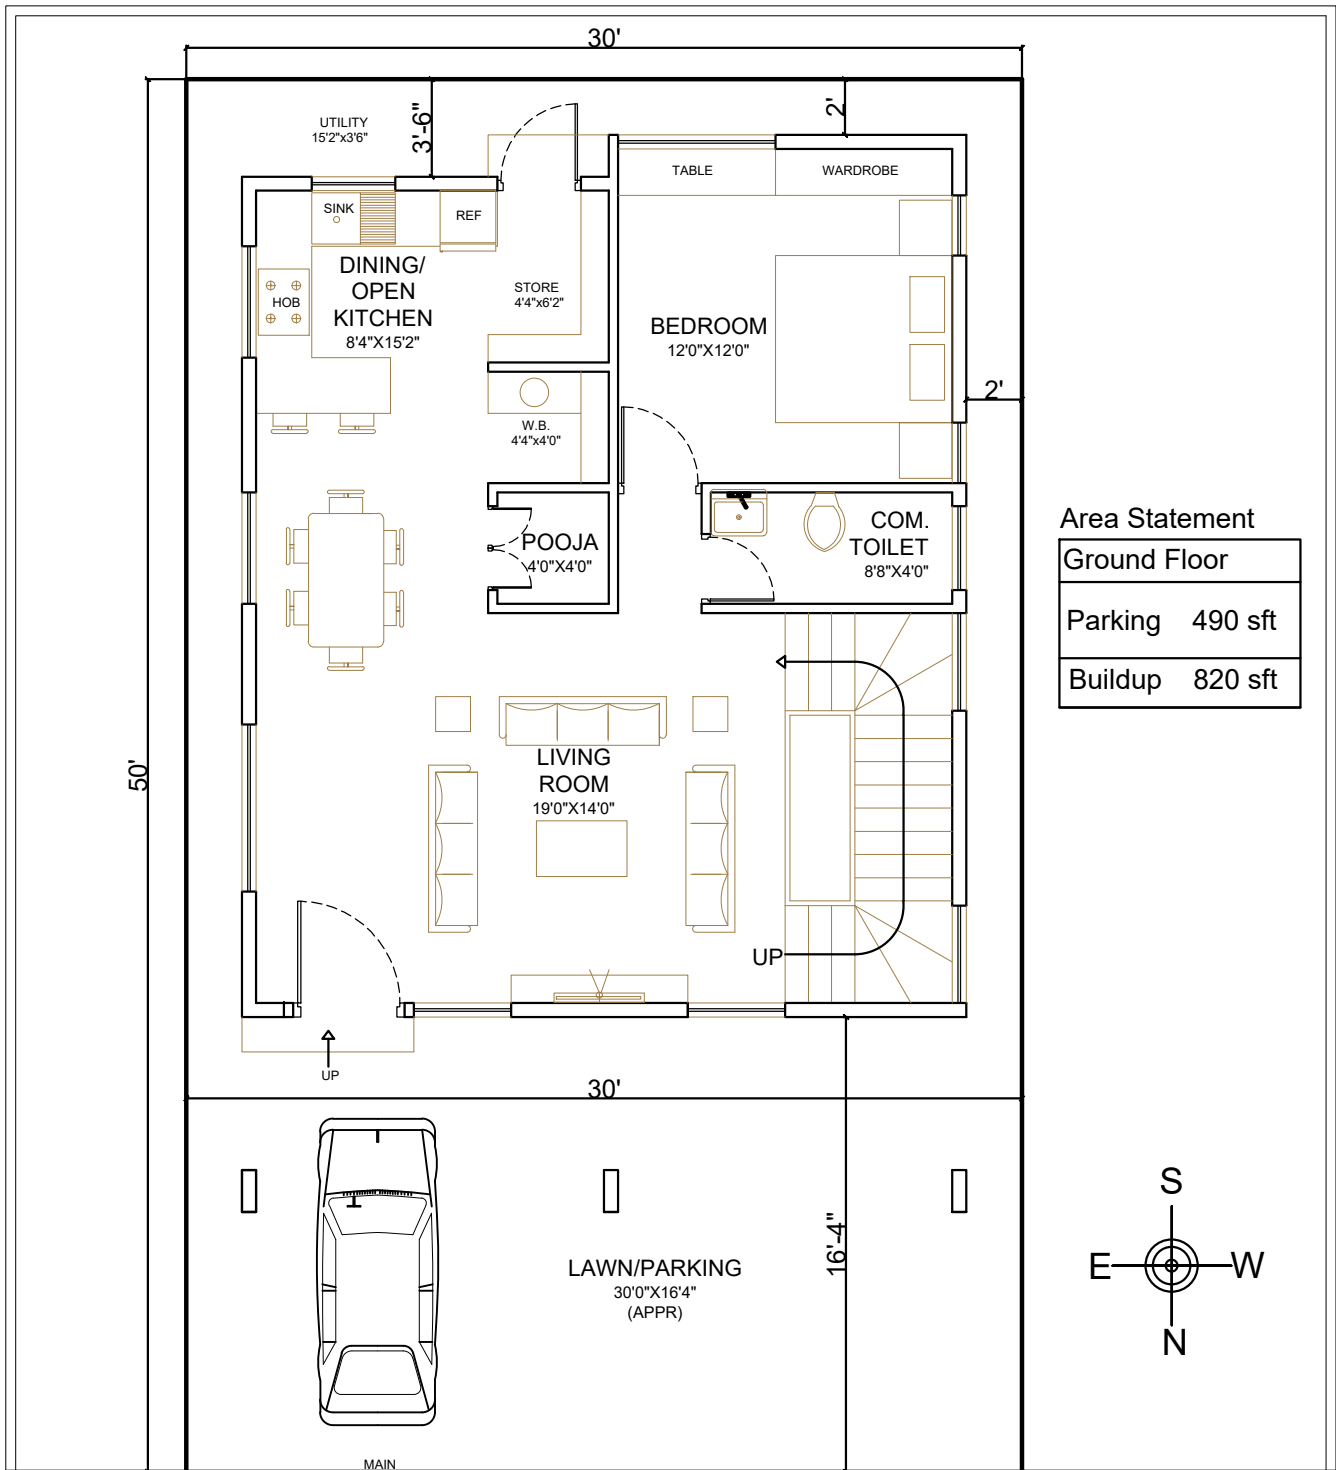 30'
UTILITY
15'2"x3'6"
3'-6"
2'
TABLE
WARDROBE
SINK
REF
DINING/
OPEN
KITCHEN
8'4"X15'2"
HOB
STORE
4'4"x6'2"
BEDROOM
12'0"X12'0"
2'
W.B.
4'4"x4'0"
POOJA
4'0"X4'0"
COM.
TOILET
8'8"X4'0"
Area Statement
Ground Floor
Parking 490 sft
Buildup 820 sft
50'
LIVING
ROOM
19'0"X14'0"
UP
UP
30'
16'-4"
LAWN/PARKING
30'0"X16'4"
(APPR)
S
E W
N
MAIN